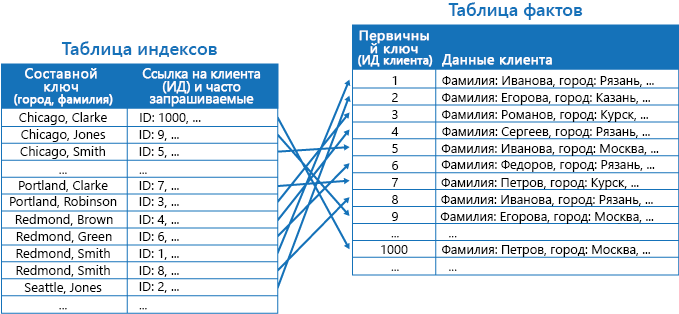 Таблица индексов
Составной
ключ
(город, фамилия)
Ссылка на клиента
(ИД) и часто
запрашиваемые
Chicago, Clarke ID: 1000, ...
Chicago, Jones ID: 9, ...
Chicago, Smith ID: 5, ...
... ...
Portland, Clarke ID: 7, ...
Portland, Robinson ID: 3, ...
Redmond, Brown ID: 4, ...
Redmond, Green ID: 6, ...
Redmond, Smith ID: 1, ...
Redmond, Smith ID: 8, ...
Seattle, Jones ID: 2, ...
... ...
Таблица фактов
Первичны
й ключ
(ИД клиента)
Данные клиента
1 Фамилия: Иванова, город: Рязань, ...
2 Фамилия: Егорова, город: Казань, ...
3 Фамилия: Романов, город: Курск, ...
4 Фамилия: Сергеев, город: Рязань, ...
5 Фамилия: Иванова, город: Москва, ...
6 Фамилия: Федоров, город: Рязань, ...
7 Фамилия: Петров, город: Курск, ...
8 Фамилия: Иванова, город: Рязань, ...
9 Фамилия: Егорова, город: Москва, ...
... ...
1000 Фамилия: Петров, город: Москва, ...
... ...